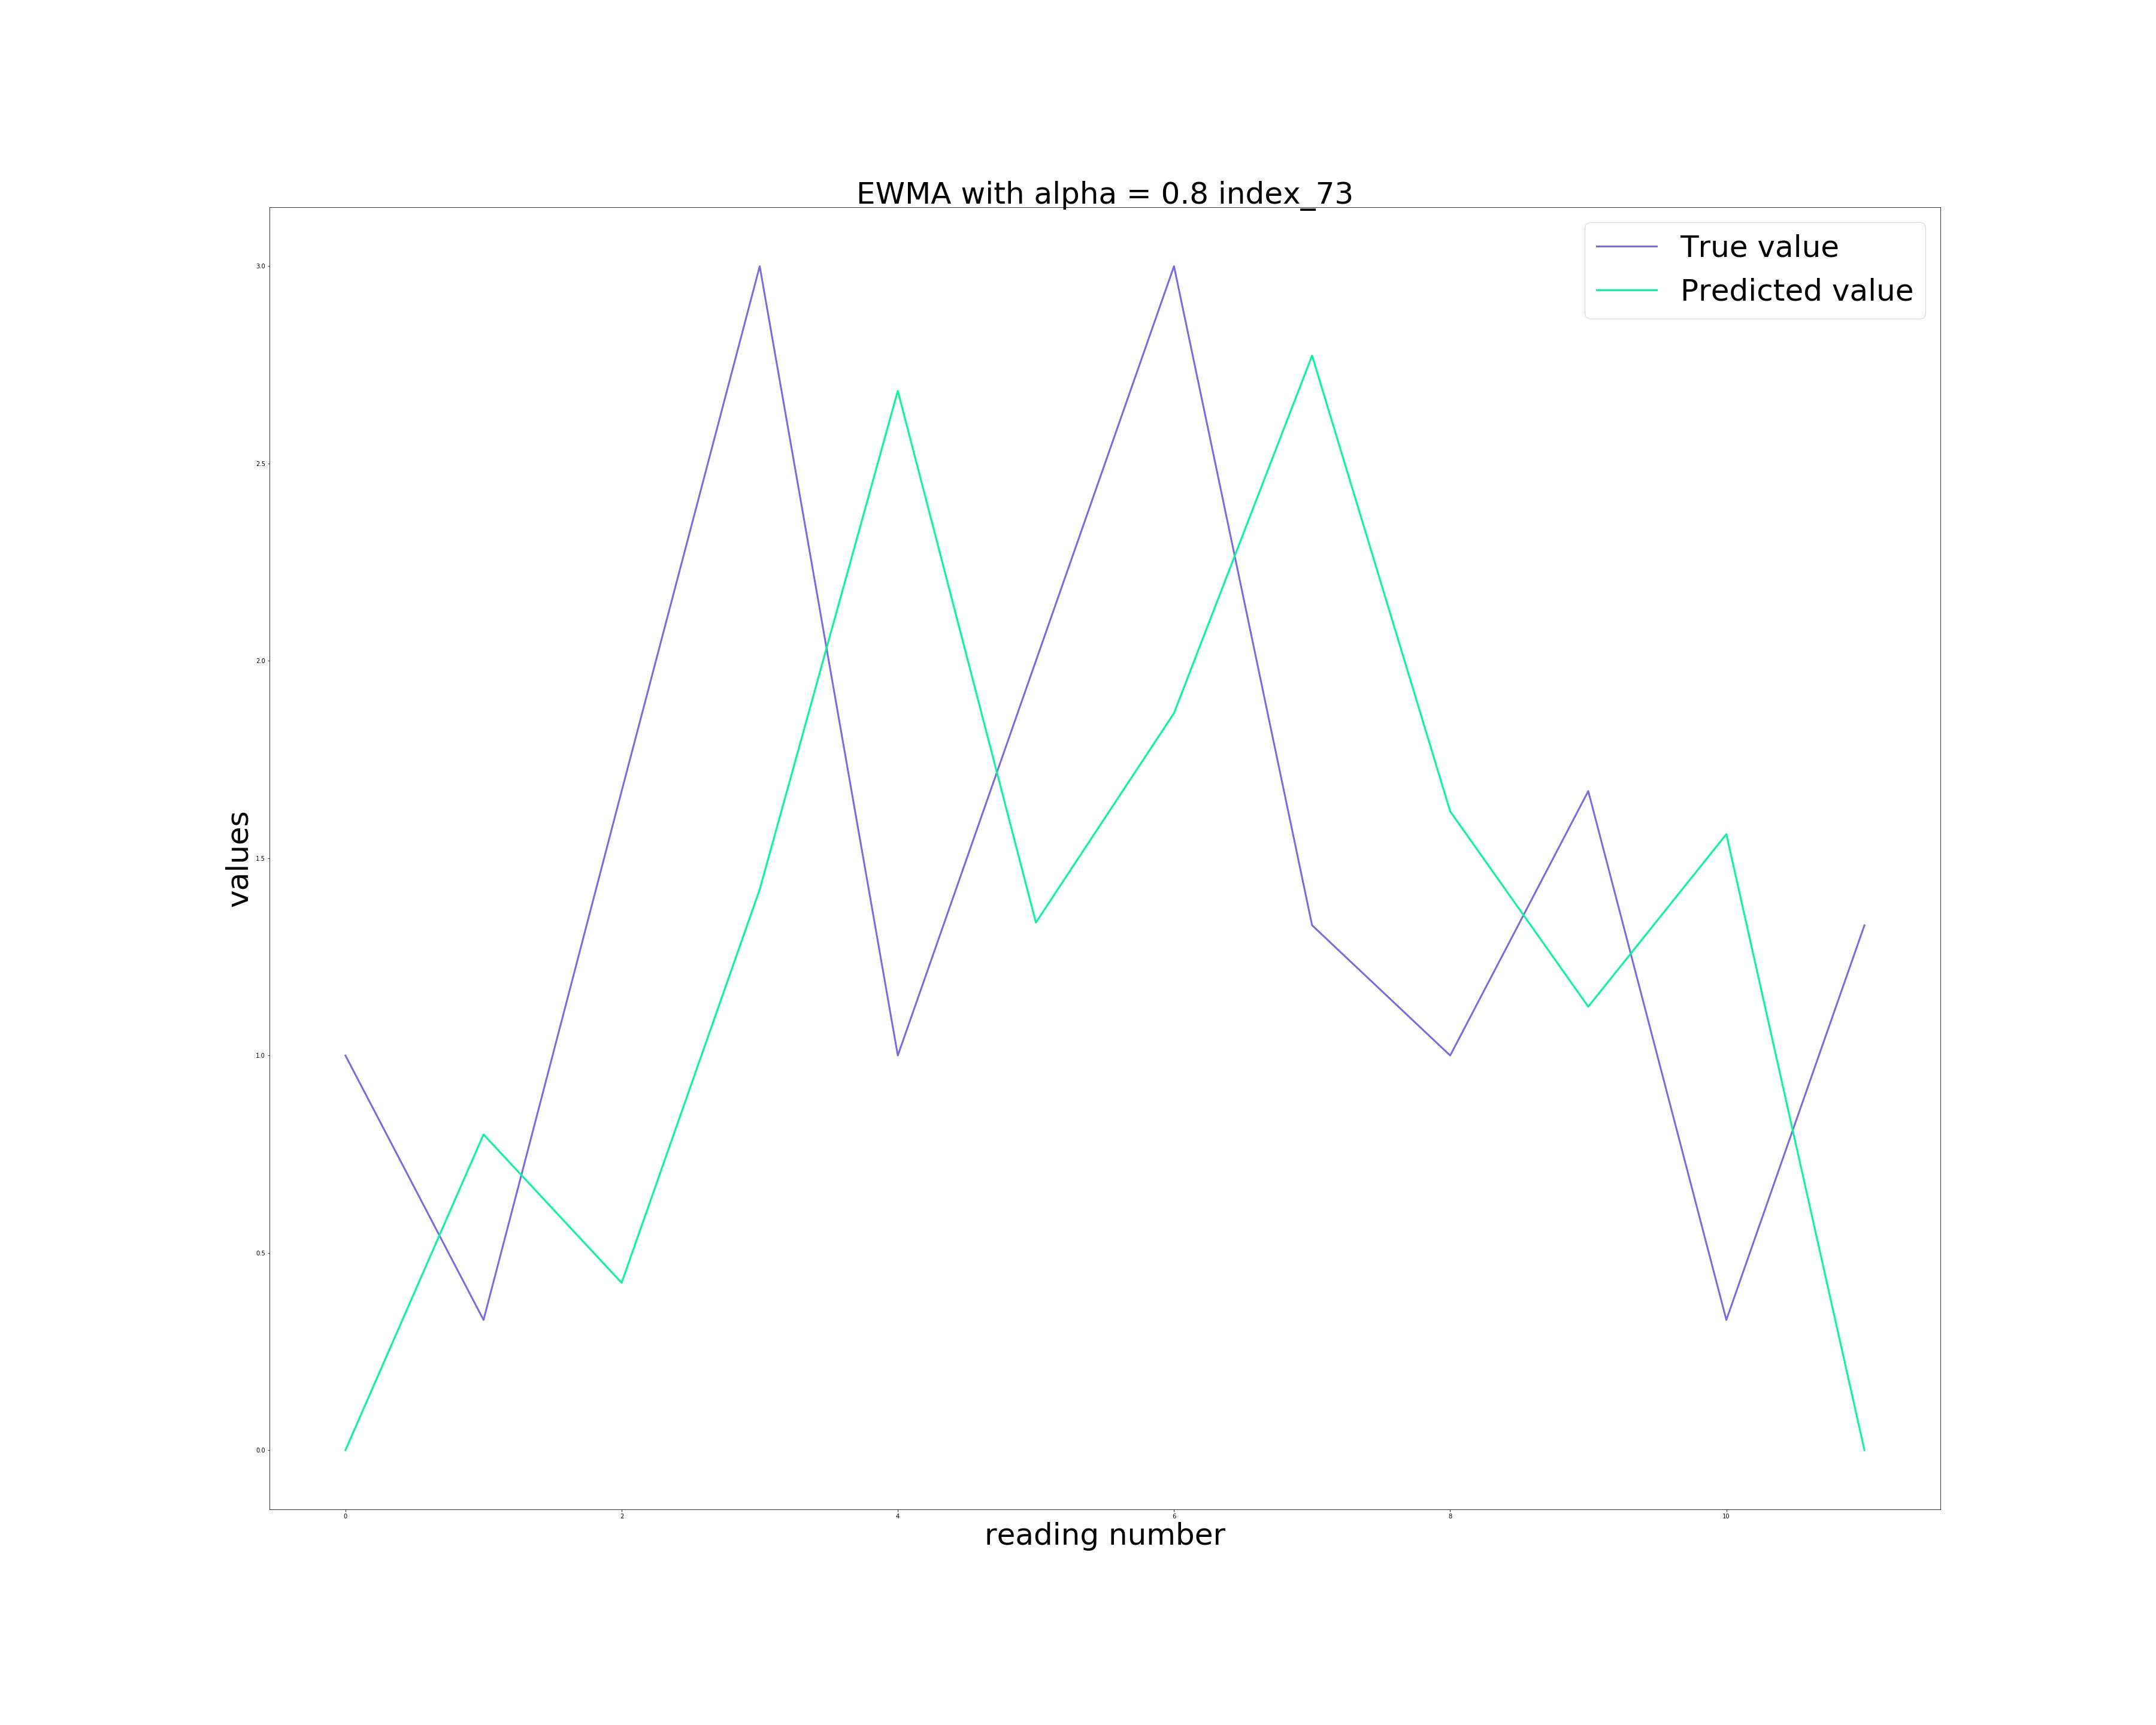 EWMA with alpha = 0.8 index_73
True value
Predicted value
3.0
2.5
2.0
1.5
1.0
0.5
0.0
values
0 2 4 6 8 10
reading number